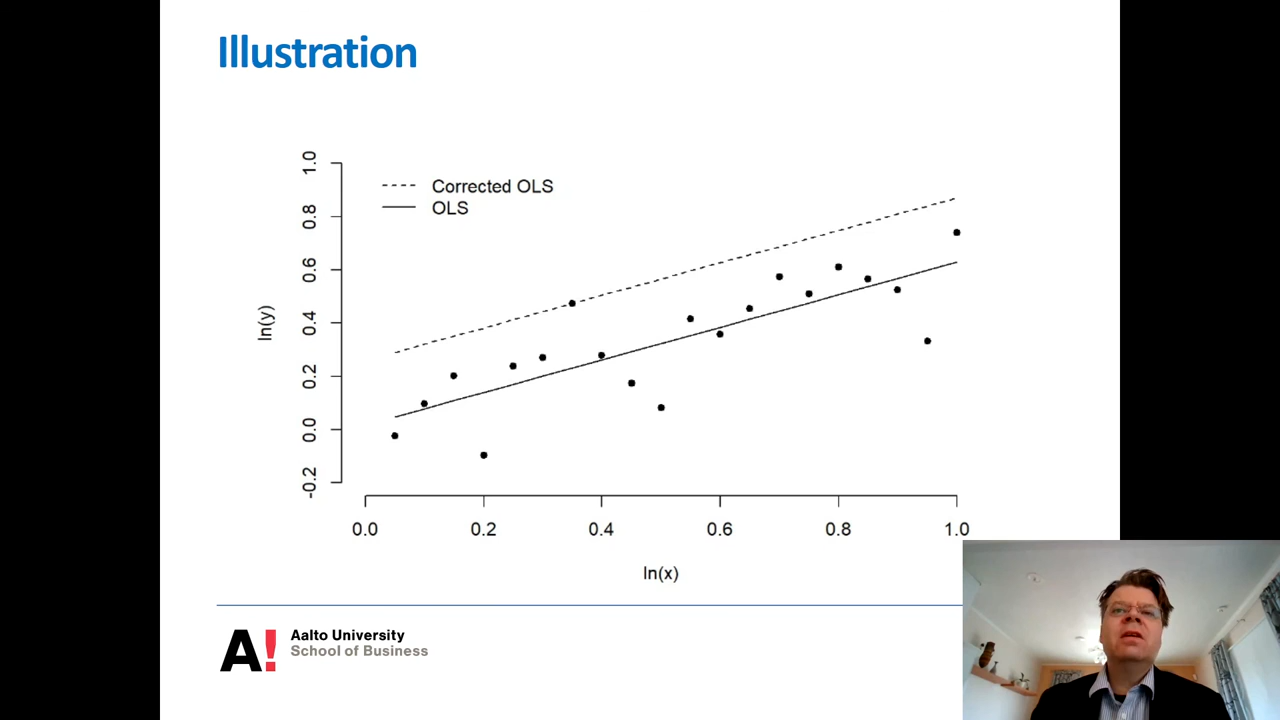 Illustration
Corrected OLS
OLS
1.0
0.8
0.6
0.4
0.2
0.0
-0.2
ln(y)
0.0 0.2 0.4 0.6 0.8 1.0
ln(x)
A! Aalto University
School of Business